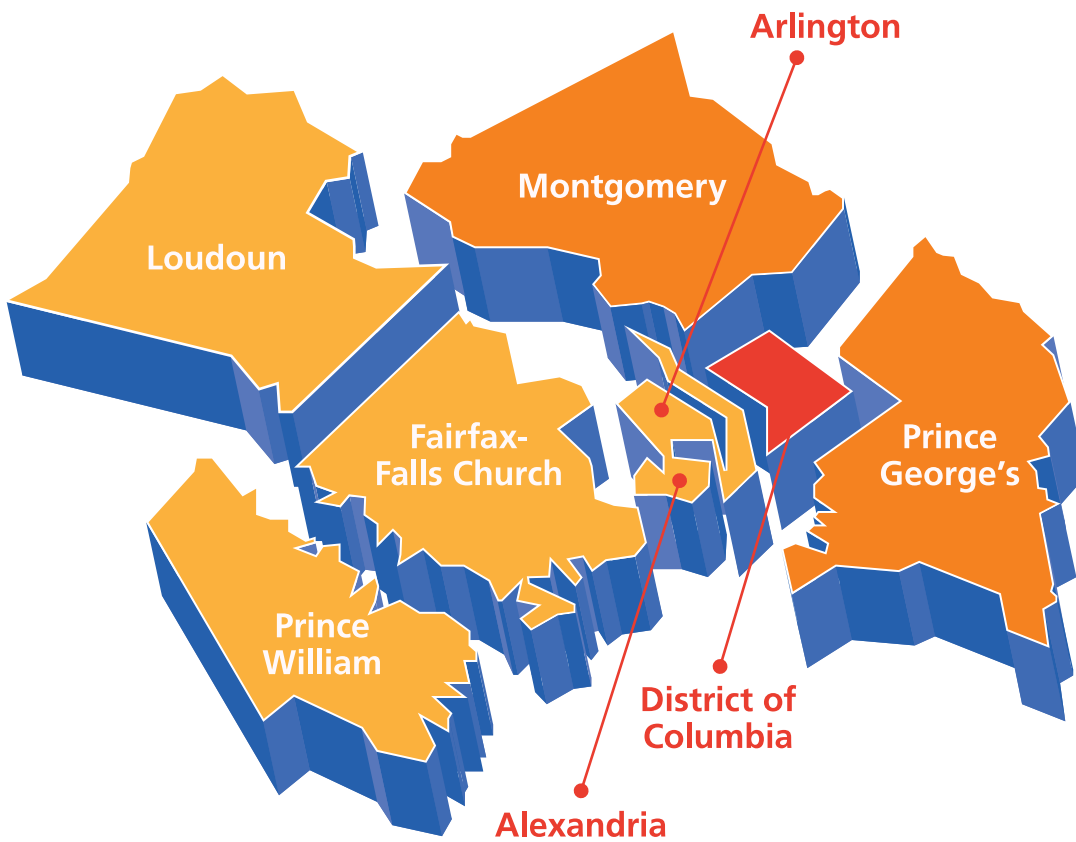 Arlington
Montgomery
Loudoun
Fairfax-
Falls Church
Prince
George’s
Prince
William
District of
Columbia
Alexandria